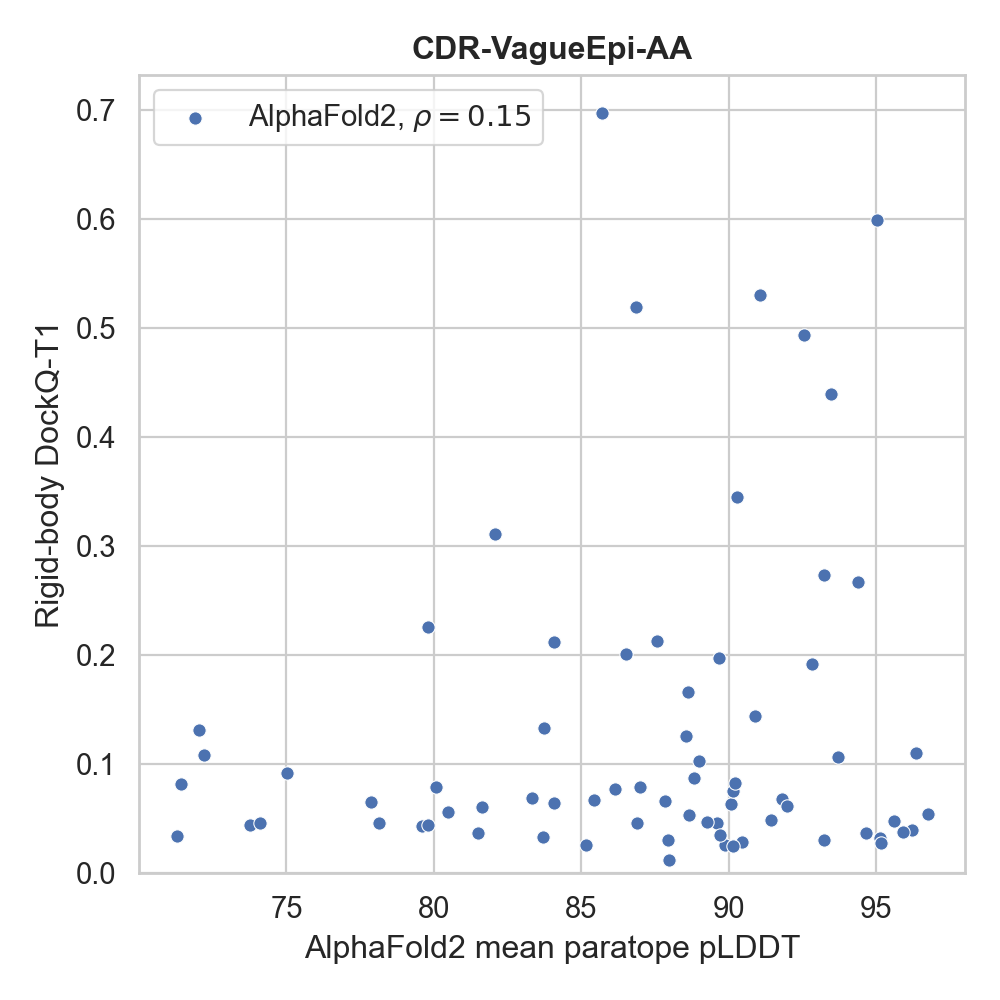 CDR-VagueEpi-AA
AlphaFold2, ρ = 0.15
Rigid-body DockQ-T1
0.7
0.6
0.5
0.4
0.3
0.2
0.1
0.0
75 80 85 90 95
AlphaFold2 mean paratope pLDDT